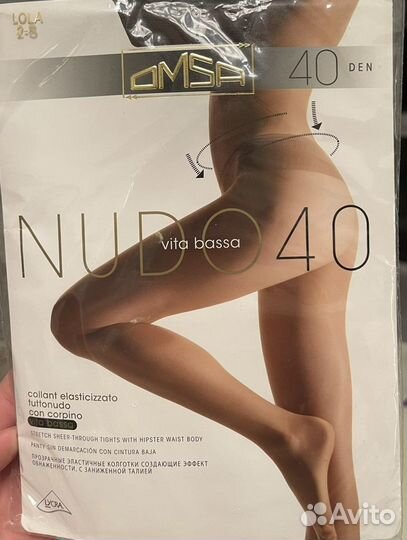 LOLA
2-S
OMSA
40 DEN
NUDO 40
vita bassa
collant elasticizzato
tuttonudo
con corpino
vita bassa
STRETCH SHEER-THROUGH TIGHTS WITH HIPSTER WAIST BODY
PANTY SIN DEMARCACIÓN CON CINTURA BAJA
ПРОЗРАЧНЫЕ ЭЛАСТИЧНЫЕ КОЛГОТКИ СОЗДАЮЩИЕ ЭФФЕКТ
ОБНАЖЕННОСТИ, С ЗАНИЖЕННОЙ ТАЛИЕЙ
LYCRA
Avito